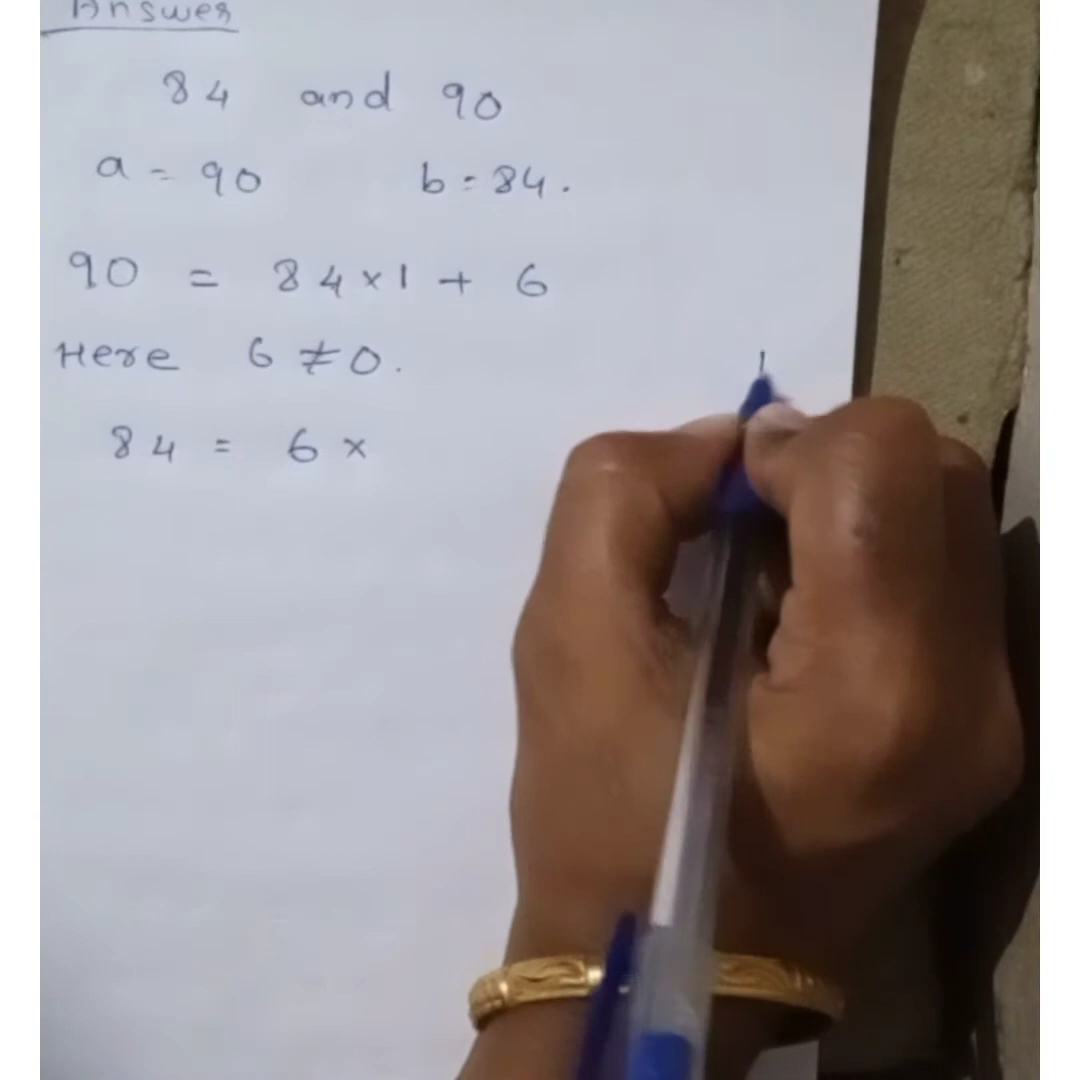 Answer
84 and 90
a = 90 b = 84.
90 = 84 × 1 + 6
Here 6 ≠ 0.
84 = 6 ×